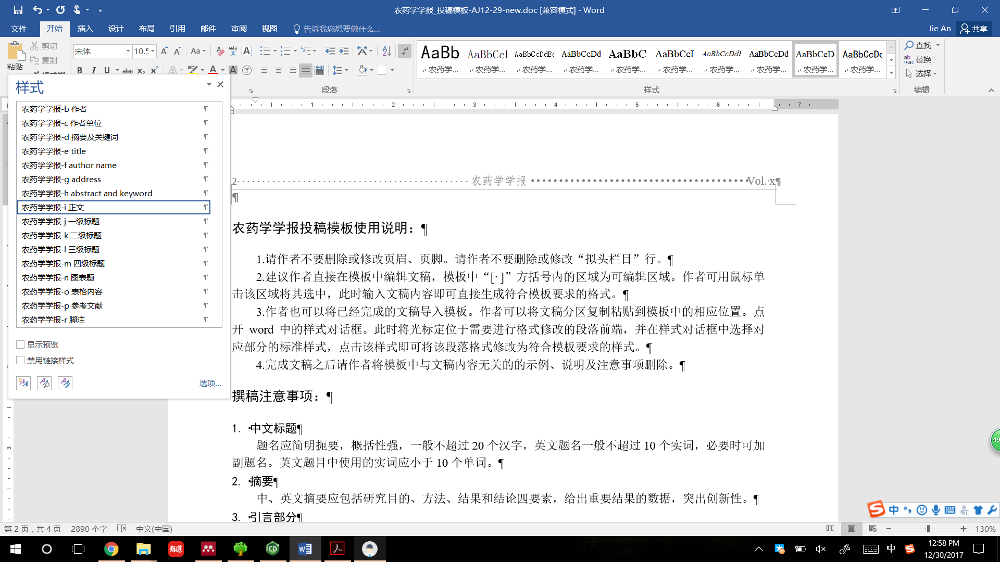 农药学学报_投稿模板-AJ12-29-new.doc [兼容模式] - Word
文件 开始 插入 设计 布局 引用 邮件 审阅 视图 告诉我您想要做什么... Jie An 共享
剪切
复制
粘贴
宋体 10.5
AaBb AaBbCcI AaBbCcDdEe AaBbCcDd AaBbC AaBbCcI AaBbCcDdE AaBbCcDd AaBbCcD AaBbCcDc
农药学... 农药学... 农药学... 农药学... 农药学... 农药学... 农药学... 农药学... 农药学... 农药学...
查找
替换
选择
段落 样式 编辑
样式
农药学学报-b 作者
农药学学报-c 作者单位
农药学学报-d 摘要及关键词
农药学学报-e title
农药学学报-f author name
农药学学报-g address
农药学学报-h abstract and keyword
农药学学报-i 正文
农药学学报-j 一级标题
农药学学报-k 二级标题
农药学学报-l 三级标题
农药学学报-m 四级标题
农药学学报-n 图表题
农药学学报-o 表格内容
农药学学报-p 参考文献
农药学学报-r 脚注
显示预览
禁用链接样式
选项...
1 2 3 4 5 6 7
2 农药学学报 Vol. x
农药学学报投稿模板使用说明：
1.请作者不要删除或修改页眉、页脚。请作者不要删除或修改“拟头栏目”行。
2.建议作者直接在模板中编辑文稿，模板中“[ ]”方括号内的区域为可编辑区域。作者可用鼠标单
击该区域将其选中，此时输入文稿内容即可直接生成符合模板要求的格式。
3.作者也可以将已经完成的文稿导入模板。作者可以将文稿分区复制粘贴到模板中的相应位置。点
开 word 中的样式对话框。此时将光标定位于需要进行格式修改的段落前端，并在样式对话框中选择对
应部分的标准样式，点击该样式即可将该段落格式修改为符合模板要求的样式。
4.完成文稿之后请作者将模板中与文稿内容无关的的示例、说明及注意事项删除。
撰稿注意事项：
1. 中文标题
题名应简明扼要，概括性强，一般不超过 20 个汉字，英文题名一般不超过 10 个实词，必要时可加
副题名。英文题目中使用的实词应小于 10 个单词。
2. 摘要
中、英文摘要应包括研究目的、方法、结果和结论四要素，给出重要结果的数据，突出创新性。
3. 引言部分
3
49
中
第 2 页，共 4 页 2890 个字 中文(中国) 130%
有道
中
12:58 PM
12/30/2017